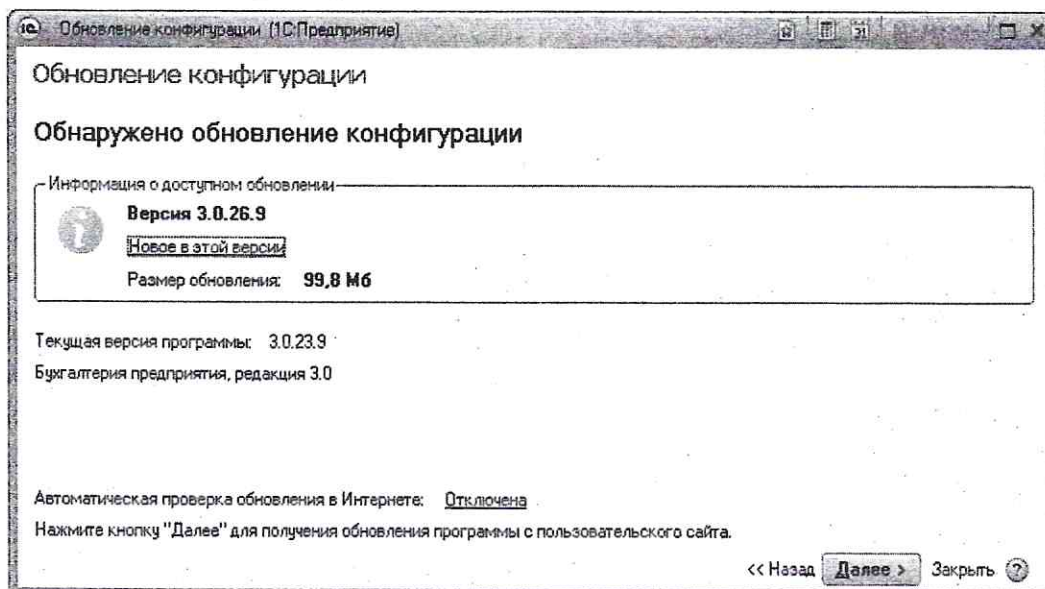 1С Обновление конфигурации (1С:Предприятие) 31
Обновление конфигурации
Обнаружено обновление конфигурации
Информация о доступном обновлении
Версия 3.0.26.9
Новое в этой версии
Размер обновления: 99,8 Мб
Текущая версия программы: 3.0.23.9
Бухгалтерия предприятия, редакция 3.0
Автоматическая проверка обновления в Интернете: Отключена
Нажмите кнопку "Далее" для получения обновления программы с пользовательского сайта.
<< Назад Далее > Закрыть ?